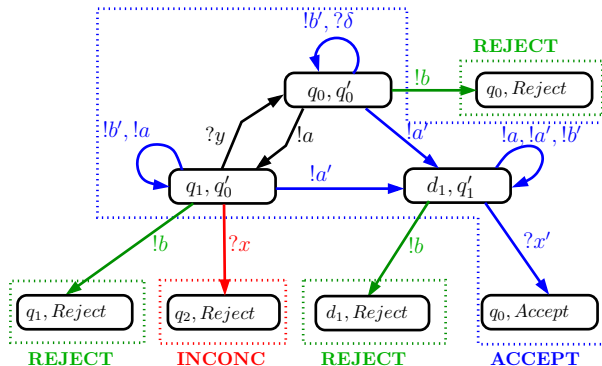 !b′, ?δ
REJECT
q₀, q′₀
!b
q₀, Reject
!b′, !a
?y
!a
!a′
!a, !a′, !b′
q₁, q′₀
!a′
d₁, q′₁
!b
?x
!b
?x′
q₁, Reject
q₂, Reject
d₁, Reject
q₀, Accept
REJECT
INCONC
REJECT
ACCEPT